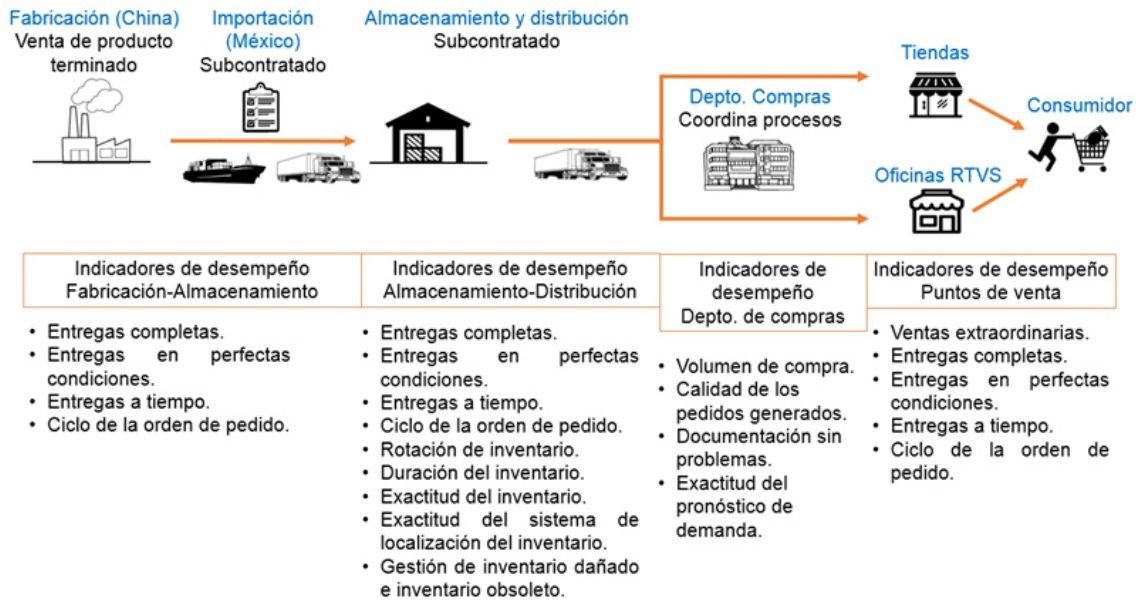 Fabricación (China)
Venta de producto
terminado
Importación
(México)
Subcontratado
Almacenamiento y distribución
Subcontratado
Depto. Compras
Coordina procesos
Tiendas
Consumidor
Oficinas RTVS
Indicadores de desempeño
Fabricación-Almacenamiento
• Entregas completas.
• Entregas en perfectas
condiciones.
• Entregas a tiempo.
• Ciclo de la orden de pedido.
Indicadores de desempeño
Almacenamiento-Distribución
• Entregas completas.
• Entregas en perfectas
condiciones.
• Entregas a tiempo.
• Ciclo de la orden de pedido.
• Rotación de inventario.
• Duración del inventario.
• Exactitud del inventario.
• Exactitud del sistema de
localización del inventario.
• Gestión de inventario dañado
e inventario obsoleto.
Indicadores de
desempeño
Depto. de compras
• Volumen de compra.
• Calidad de los
pedidos generados.
• Documentación sin
problemas.
• Exactitud del
pronóstico de
demanda.
Indicadores de desempeño
Puntos de venta
• Ventas extraordinarias.
• Entregas completas.
• Entregas en perfectas
condiciones.
• Entregas a tiempo.
• Ciclo de la orden de
pedido.